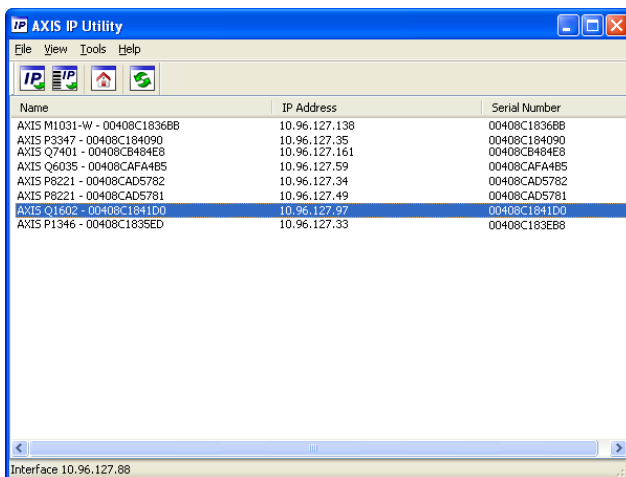 IP AXIS IP Utility
File View Tools Help
IP IP
Name IP Address Serial Number
AXIS M1031-W - 00408C1836BB 10.96.127.138 00408C1836BB
AXIS P3347 - 00408C184090 10.96.127.35 00408C184090
AXIS Q7401 - 00408CB484E8 10.96.127.161 00408CB484E8
AXIS Q6035 - 00408CAFA4B5 10.96.127.59 00408CAFA4B5
AXIS P8221 - 00408CAD5782 10.96.127.34 00408CAD5782
AXIS P8221 - 00408CAD5781 10.96.127.49 00408CAD5781
AXIS Q1602 - 00408C1841D0 10.96.127.97 00408C1841D0
AXIS P1346 - 00408C1835ED 10.96.127.33 00408C183EB8
Interface 10.96.127.88